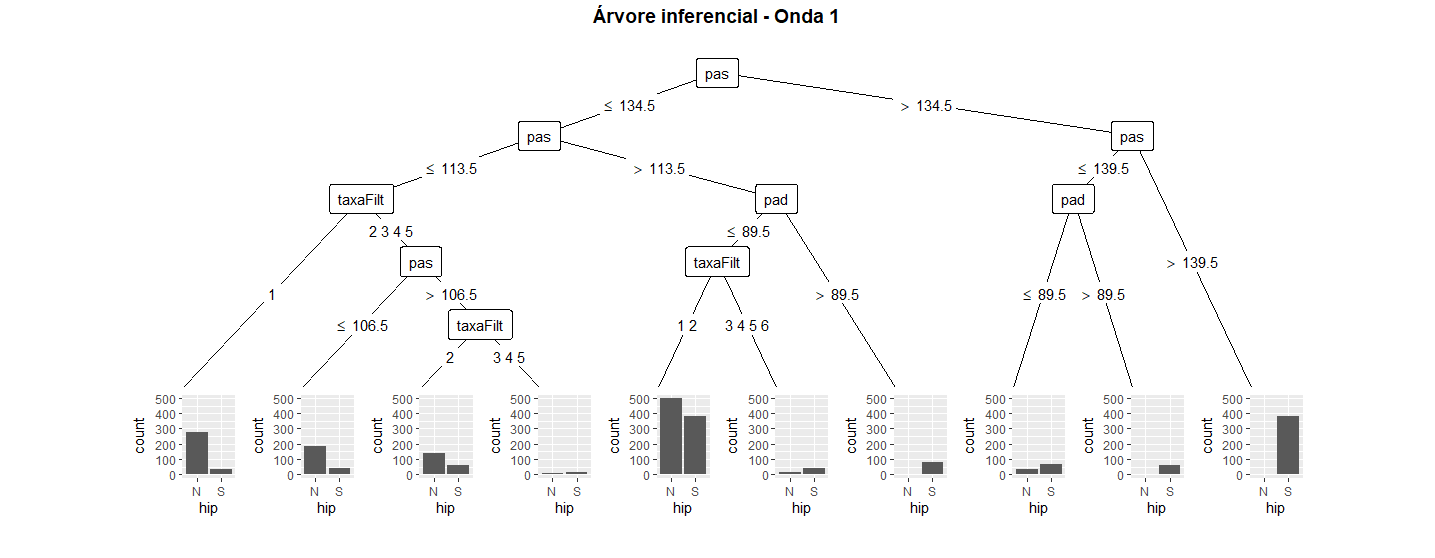 Árvore inferencial - Onda 1
pas
≤ 134.5
> 134.5
pas
pas
≤ 113.5
> 113.5
≤ 139.5
taxaFilt
pad
pad
2 3 4 5
≤ 89.5
pas
taxaFilt
> 139.5
1
> 106.5
> 89.5
≤ 89.5
> 89.5
≤ 106.5
taxaFilt
1 2
3 4 5 6
2
3 4 5
count
500
400
300
200
100
0
N
S
hip
count
500
400
300
200
100
0
N
S
hip
count
500
400
300
200
100
0
N
S
hip
count
500
400
300
200
100
0
N
S
hip
count
500
400
300
200
100
0
N
S
hip
count
500
400
300
200
100
0
N
S
hip
count
500
400
300
200
100
0
N
S
hip
count
500
400
300
200
100
0
N
S
hip
count
500
400
300
200
100
0
N
S
hip
count
500
400
300
200
100
0
N
S
hip